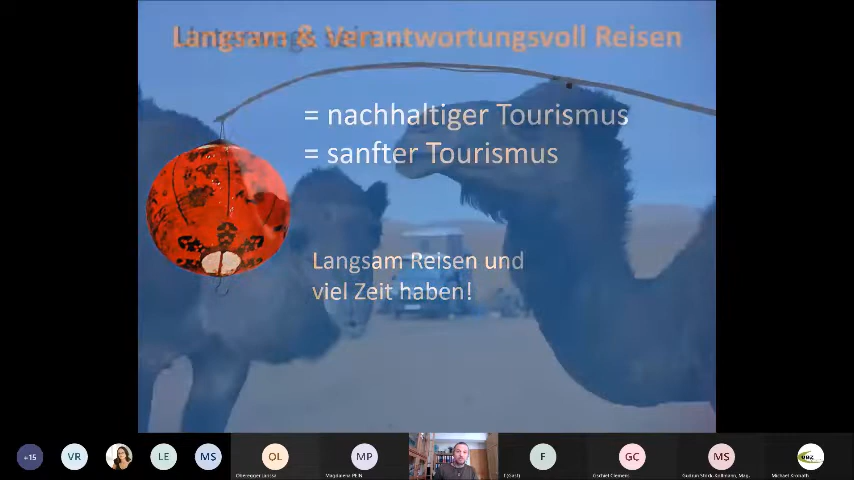 Langsam & Verantwortungsvoll Reisen
= nachhaltiger Tourismus
= sanfter Tourismus
Langsam Reisen und
viel Zeit haben!
+15
VR
LE
MS
OL
MP
F
GC
MS